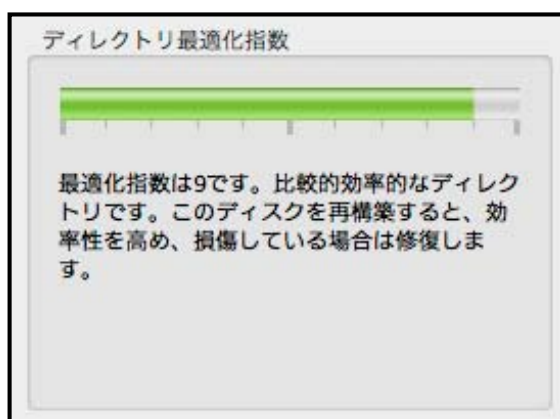 ディレクトリ最適化指数
最適化指数は9です。比較的効率的なディレク
トリです。このディスクを再構築すると、効
率性を高め、損傷している場合は修復しま
す。